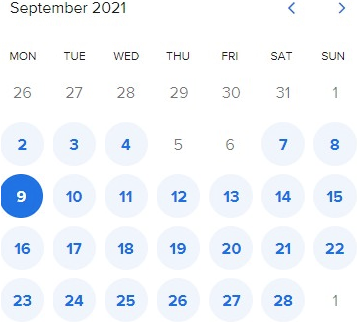 September 2021
MON TUE WED THU FRI SAT SUN
26 27 28 29 30 31 1
2 3 4 5 6 7 8
9 10 11 12 13 14 15
16 17 18 19 20 21 22
23 24 25 26 27 28 1